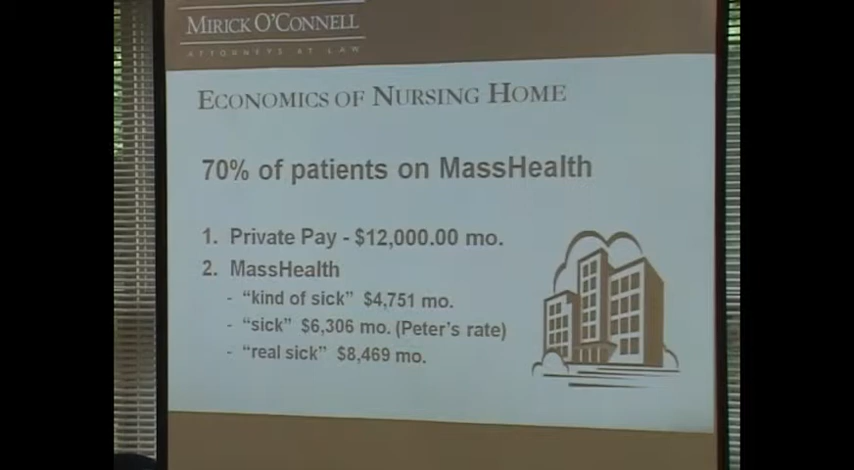 MIRICK O'CONNELL
ATTORNEYS AT LAW
ECONOMICS OF NURSING HOME
70% of patients on MassHealth
1. Private Pay - $12,000.00 mo.
2. MassHealth
- "kind of sick" $4,751 mo.
- "sick" $6,306 mo. (Peter's rate)
- "real sick" $8,469 mo.